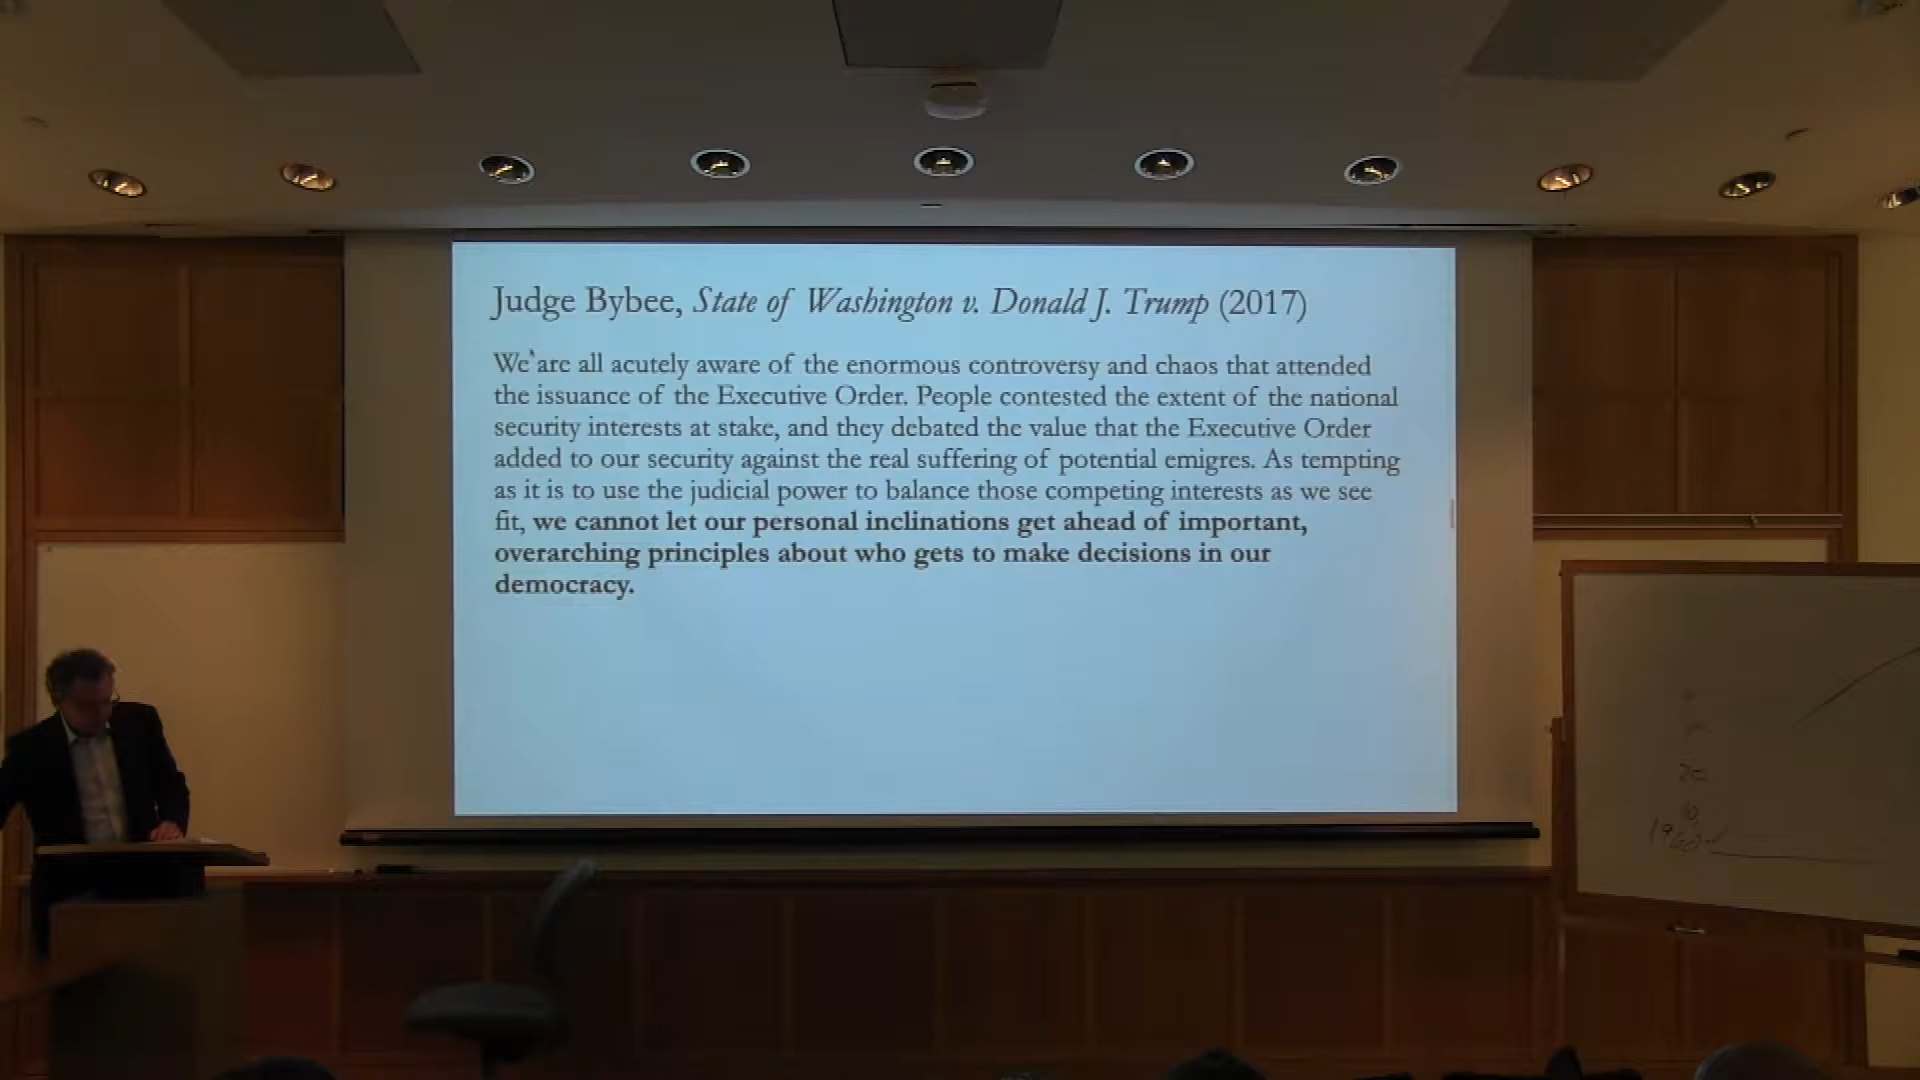 Judge Bybee, State of Washington v. Donald J. Trump (2017)
We are all acutely aware of the enormous controversy and chaos that attended
the issuance of the Executive Order. People contested the extent of the national
security interests at stake, and they debated the value that the Executive Order
added to our security against the real suffering of potential emigres. As tempting
as it is to use the judicial power to balance those competing interests as we see
fit, we cannot let our personal inclinations get ahead of important,
overarching principles about who gets to make decisions in our
democracy.
20
10
1960